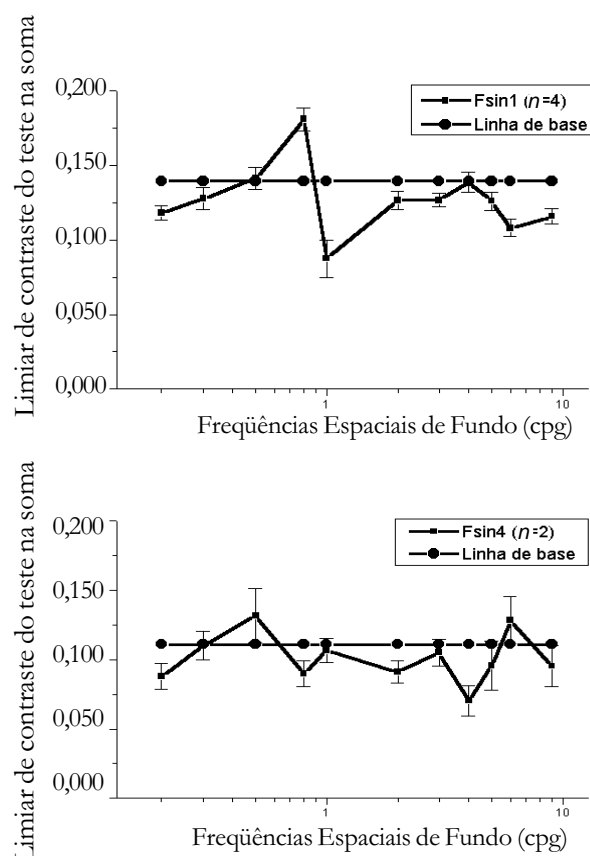 Limiar de contraste do teste na soma
0,200
0,150
0,100
0,050
0,000
Fsin1 (n=4)
Linha de base
1
10
Freqüências Espaciais de Fundo (cpg)
Limiar de contraste do teste na soma
0,200
0,150
0,100
0,050
0,000
Fsin4 (n=2)
Linha de base
1
10
Freqüências Espaciais de Fundo (cpg)